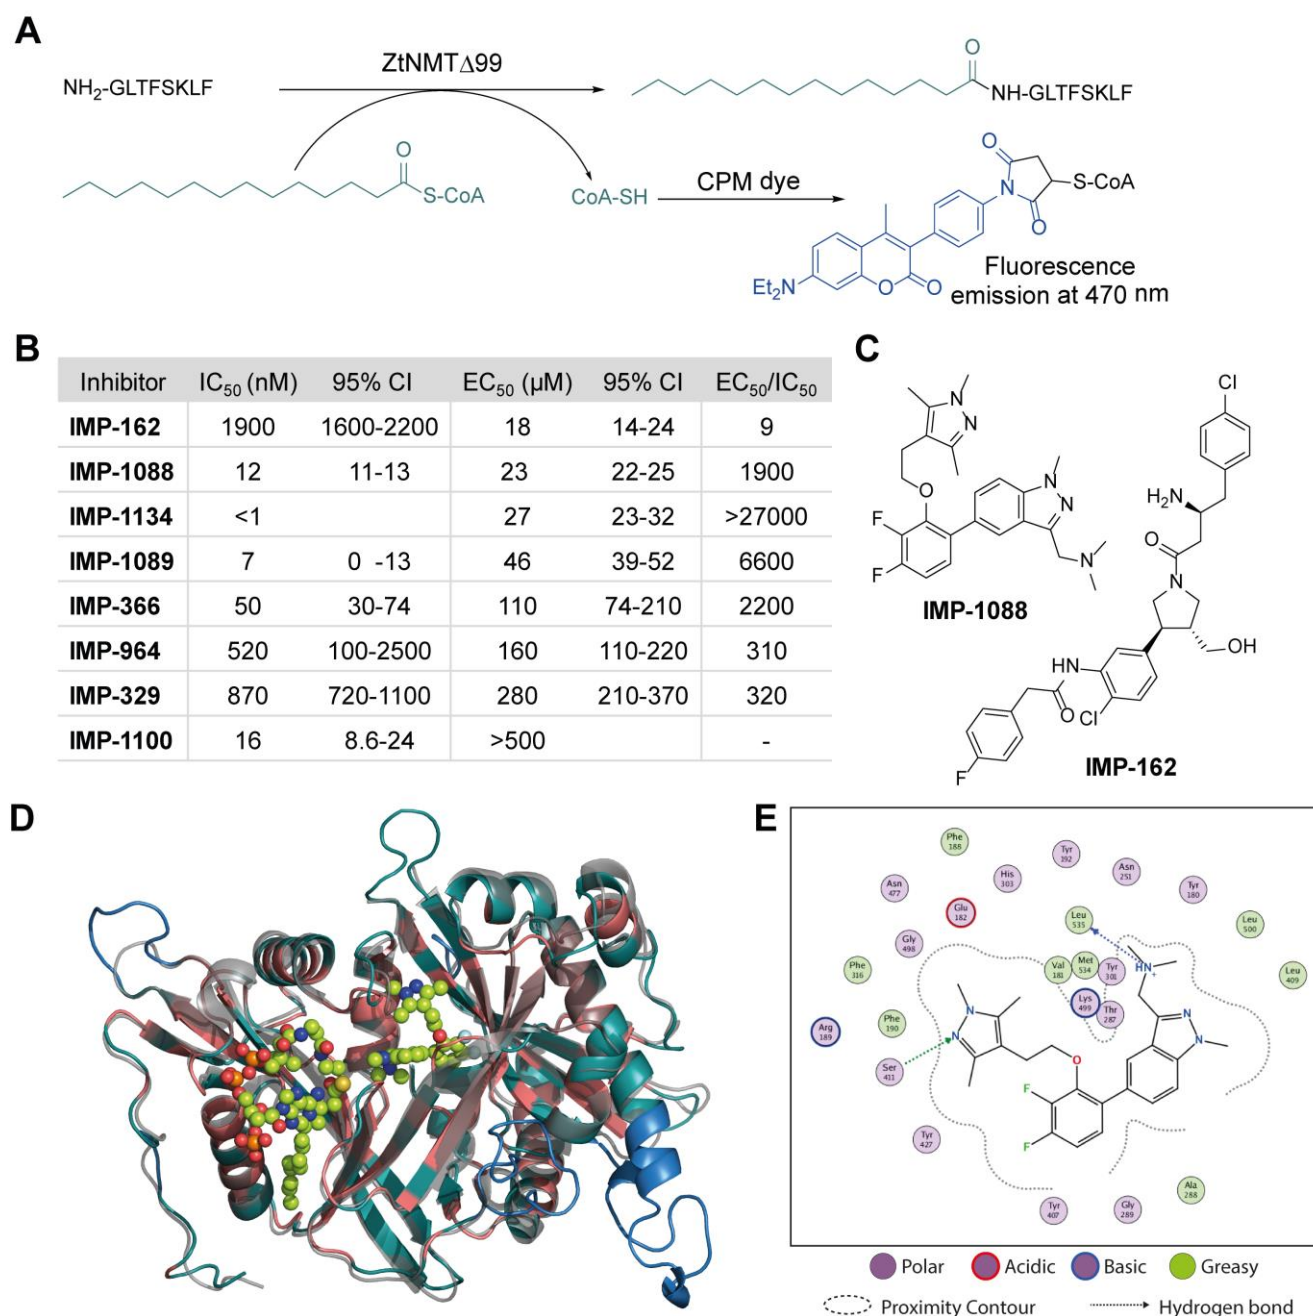 A
NH₂-GLTFSKLF
ZtNMTΔ99
O
NH-GLTFSKLF
O
S-CoA
CoA-SH
CPM dye
O
N
O
S-CoA
Et₂N
O
O
Fluorescence
emission at 470 nm
B
Inhibitor IC₅₀ (nM) 95% CI EC₅₀ (µM) 95% CI EC₅₀/IC₅₀
IMP-162 1900 1600-2200 18 14-24 9
IMP-1088 12 11-13 23 22-25 1900
IMP-1134 <1 27 23-32 >27000
IMP-1089 7 0 -13 46 39-52 6600
IMP-366 50 30-74 110 74-210 2200
IMP-964 520 100-2500 160 110-220 310
IMP-329 870 720-1100 280 210-370 320
IMP-1100 16 8.6-24 >500 -
C
N
N
O
F
F
N
N
N
IMP-1088
Cl
H₂N
O
N
OH
HN
O
Cl
F
IMP-162
D
E
Phe
188
Tyr
192
Asn
251
Tyr
180
Asn
477
His
303
Glu
182
Leu
535
Leu
500
Gly
498
Phe
316
Val
181
Met
534
Tyr
301
HN
+
Leu
409
Lys
499
Thr
287
Arg
189
Phe
190
Ser
411
N
N
N
N
O
F
F
Tyr
427
Tyr
407
Gly
289
Ala
288
Polar Acidic Basic Greasy
Proximity Contour Hydrogen bond